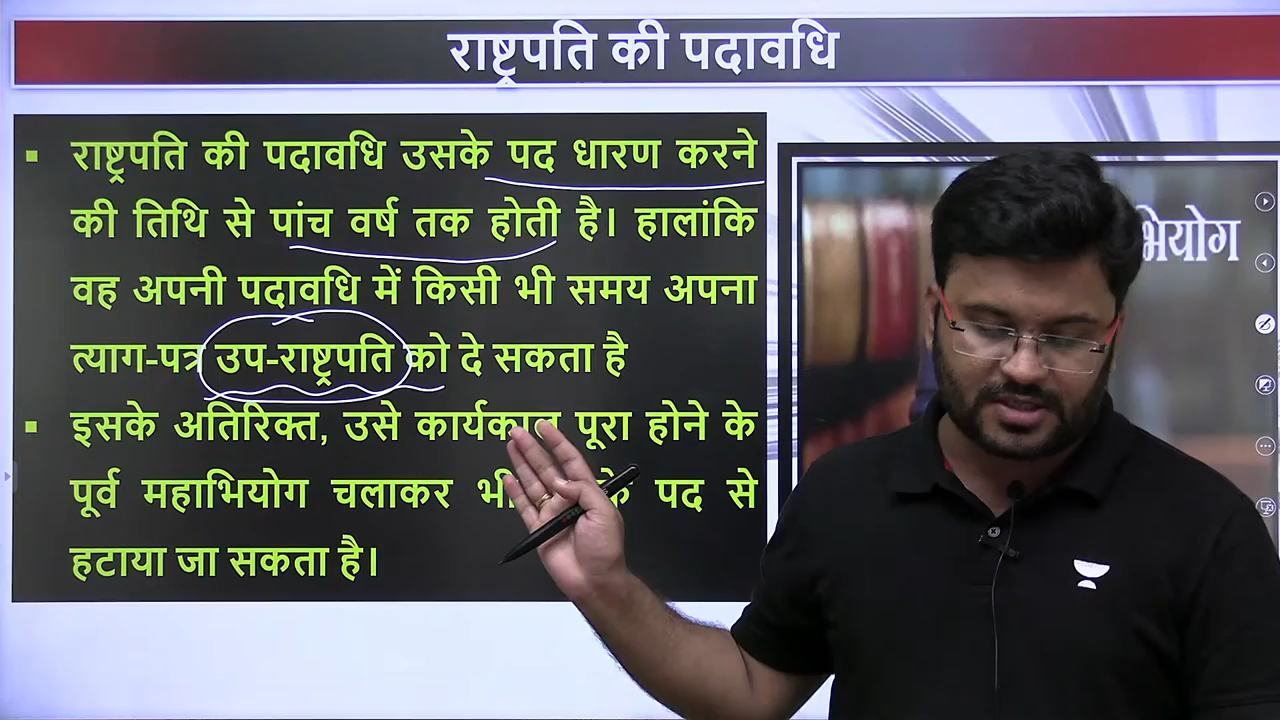 राष्ट्रपति की पदावधि
▪ राष्ट्रपति की पदावधि उसके पद धारण करने
की तिथि से पांच वर्ष तक होती है। हालांकि
वह अपनी पदावधि में किसी भी समय अपना
त्याग-पत्र उप-राष्ट्रपति को दे सकता है
▪ इसके अतिरिक्त, उसे कार्यकाल पूरा होने के
पूर्व महाभियोग चलाकर भी पद से
हटाया जा सकता है।